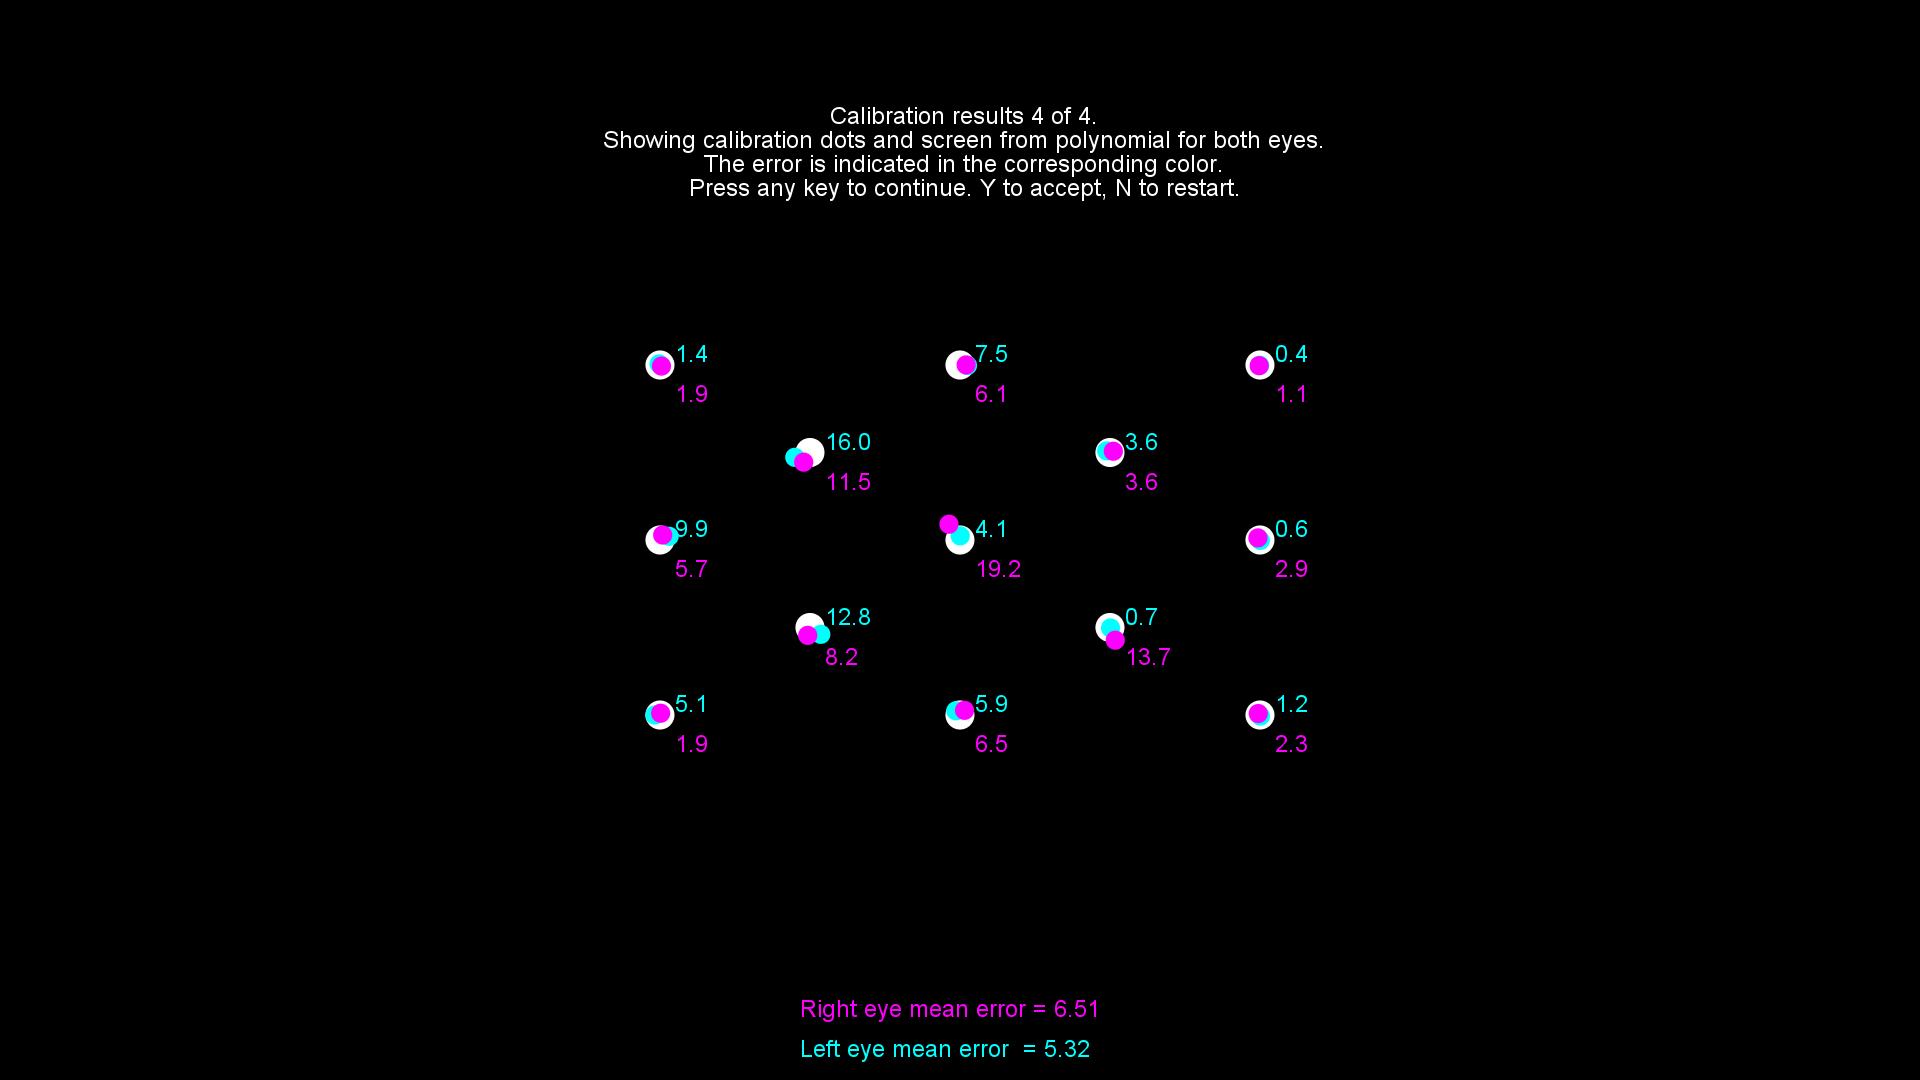 Calibration results 4 of 4.
Showing calibration dots and screen from polynomial for both eyes.
The error is indicated in the corresponding color.
Press any key to continue. Y to accept, N to restart.
1.4 7.5 0.4
1.9 6.1 1.1
16.0 3.6
11.5 3.6
9.9 4.1 0.6
5.7 19.2 2.9
12.8 0.7
8.2 13.7
5.1 5.9 1.2
1.9 6.5 2.3
Right eye mean error = 6.51
Left eye mean error = 5.32